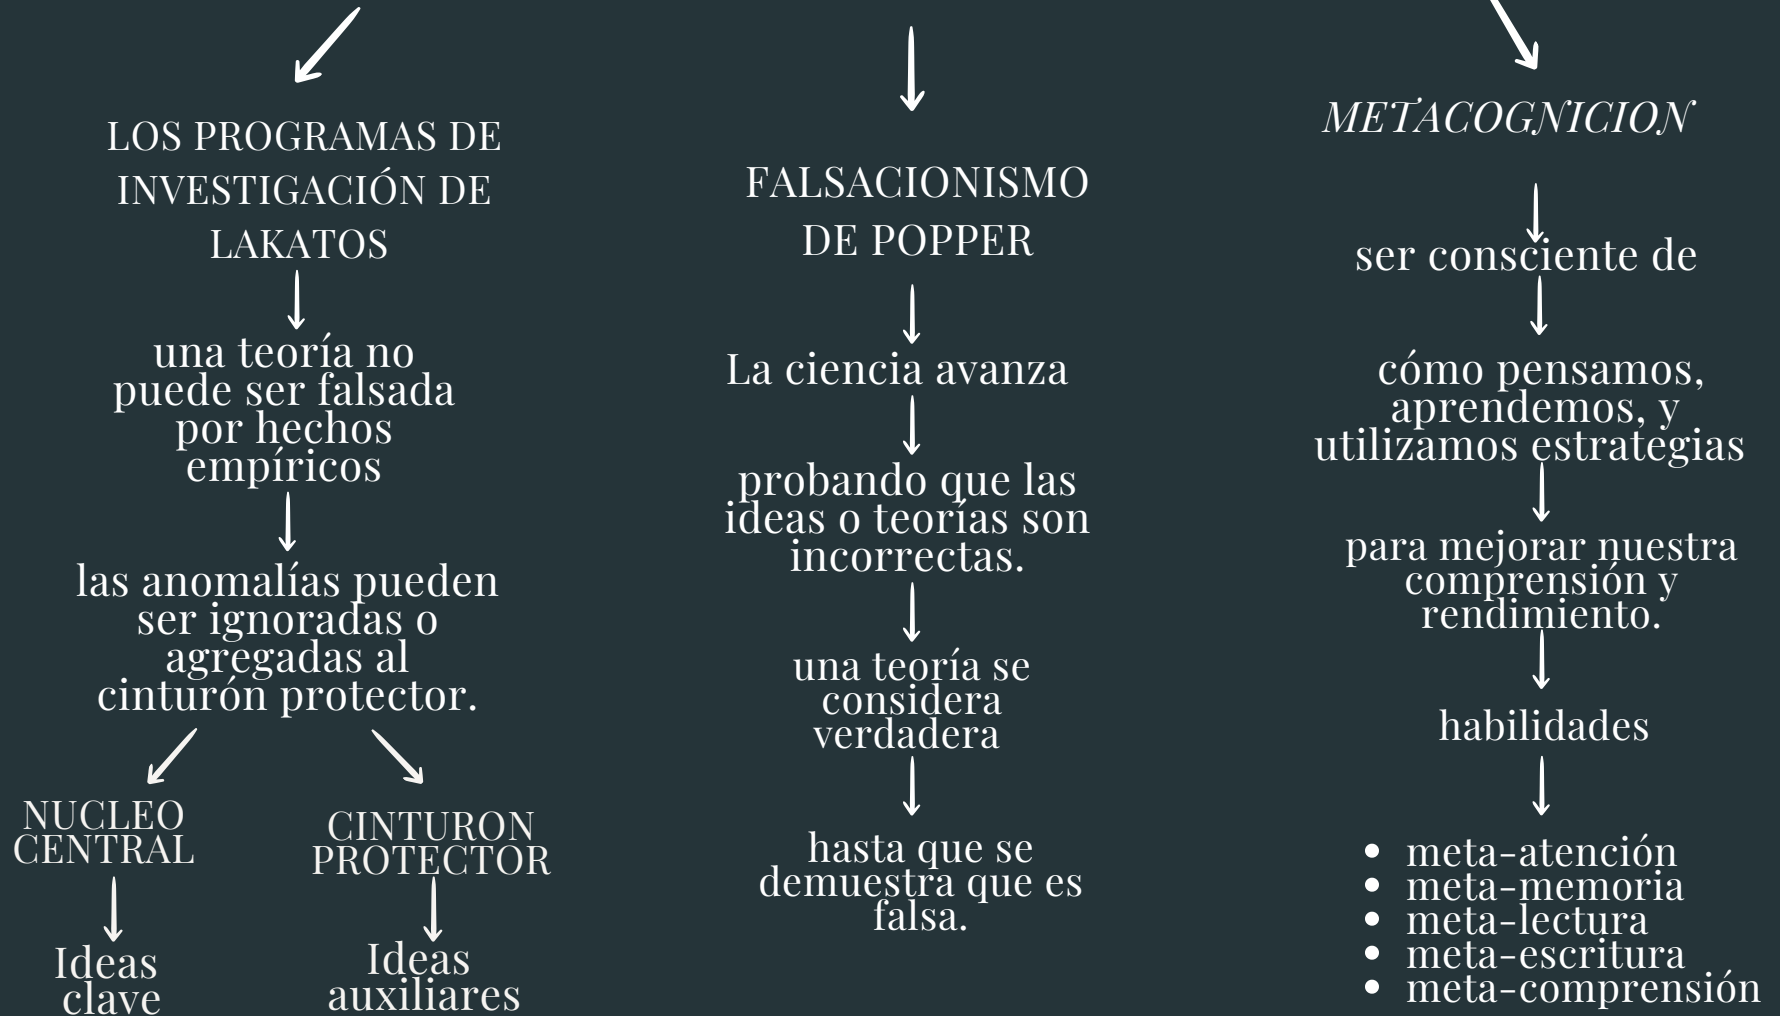 LOS PROGRAMAS DE
INVESTIGACIÓN DE
LAKATOS
una teoría no
puede ser falsada
por hechos
empíricos
las anomalías pueden
ser ignoradas o
agregadas al
cinturón protector.
NUCLEO
CENTRAL
Ideas
clave
CINTURON
PROTECTOR
Ideas
auxiliares
FALSACIONISMO
DE POPPER
La ciencia avanza
probando que las
ideas o teorías son
incorrectas.
una teoría se
considera
verdadera
hasta que se
demuestra que es
falsa.
METACOGNICION
ser consciente de
cómo pensamos,
aprendemos, y
utilizamos estrategias
para mejorar nuestra
comprensión y
rendimiento.
habilidades
• meta-atención
• meta-memoria
• meta-lectura
• meta-escritura
• meta-comprensión